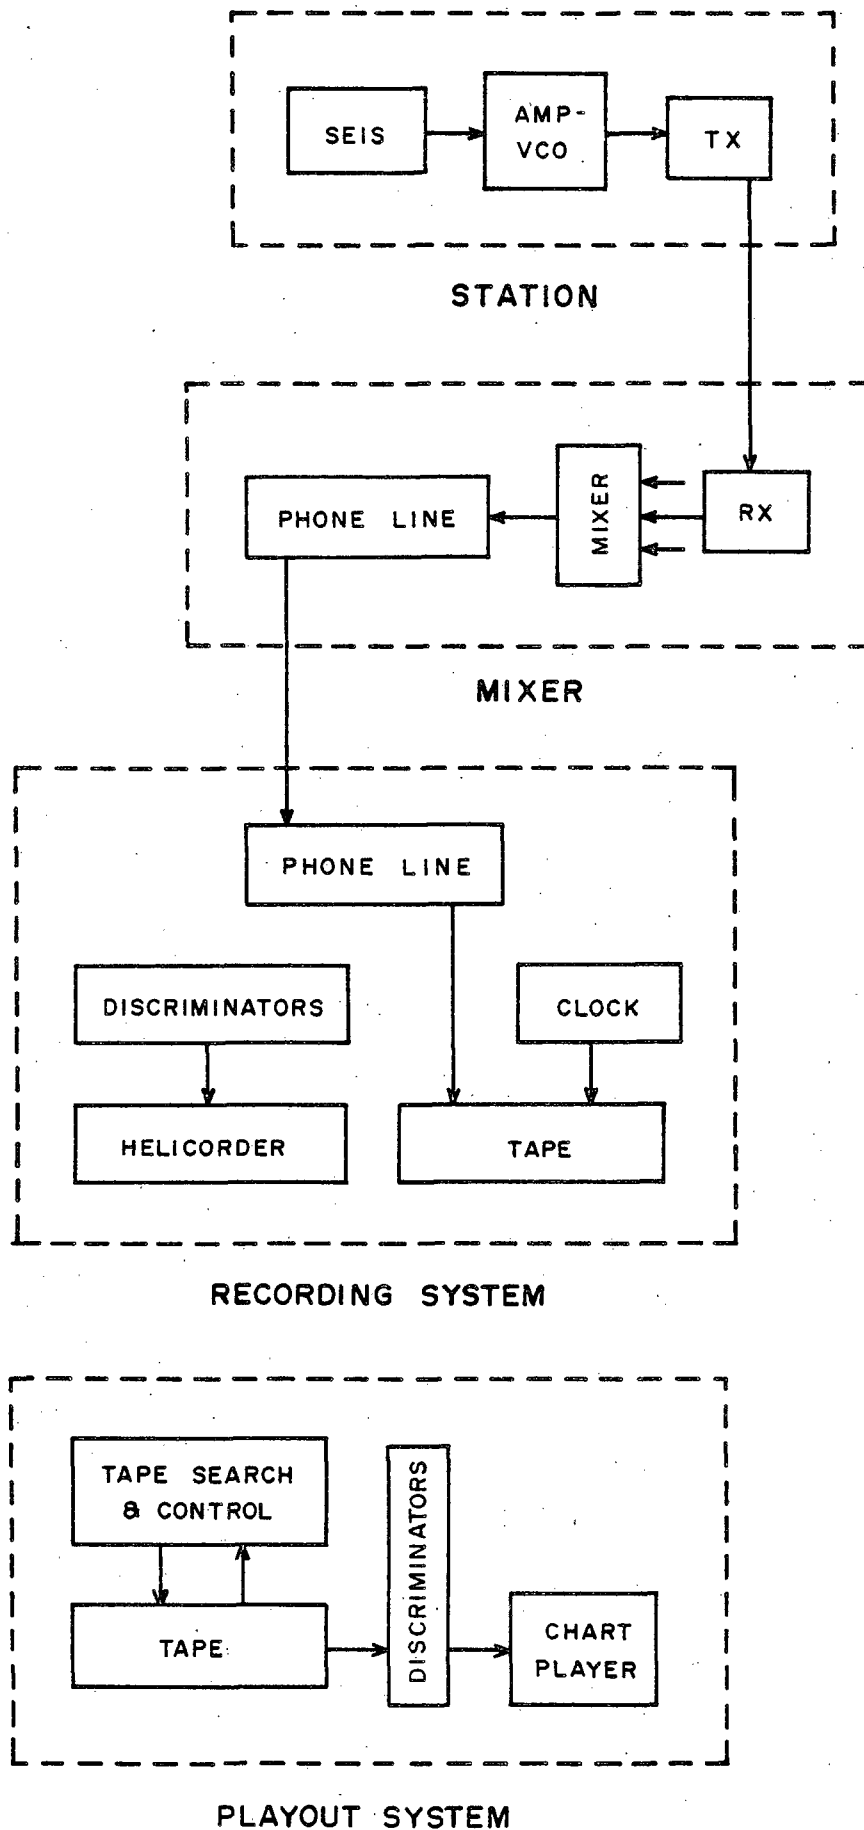 SEIS
AMP-
VCO
TX
STATION
PHONE LINE
MIXER
RX
MIXER
PHONE LINE
DISCRIMINATORS
CLOCK
HELICORDER
TAPE
RECORDING SYSTEM
TAPE SEARCH
& CONTROL
TAPE
DISCRIMINATORS
CHART
PLAYER
PLAYOUT SYSTEM